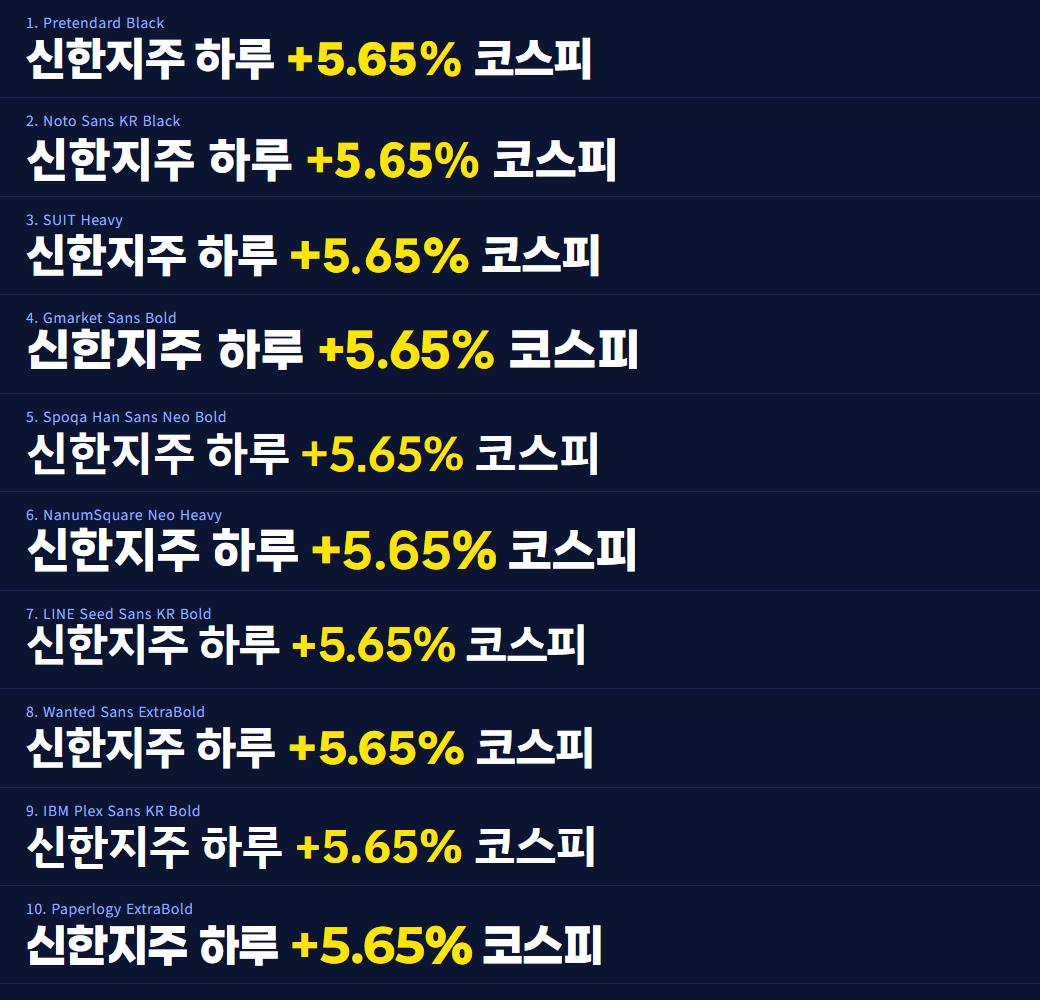 1. Pretendard Black
신한지주 하루 +5.65% 코스피
2. Noto Sans KR Black
신한지주 하루 +5.65% 코스피
3. SUIT Heavy
신한지주 하루 +5.65% 코스피
4. Gmarket Sans Bold
신한지주 하루 +5.65% 코스피
5. Spoqa Han Sans Neo Bold
신한지주 하루 +5.65% 코스피
6. NanumSquare Neo Heavy
신한지주 하루 +5.65% 코스피
7. LINE Seed Sans KR Bold
신한지주 하루 +5.65% 코스피
8. Wanted Sans ExtraBold
신한지주 하루 +5.65% 코스피
9. IBM Plex Sans KR Bold
신한지주 하루 +5.65% 코스피
10. Paperlogy ExtraBold
신한지주 하루 +5.65% 코스피